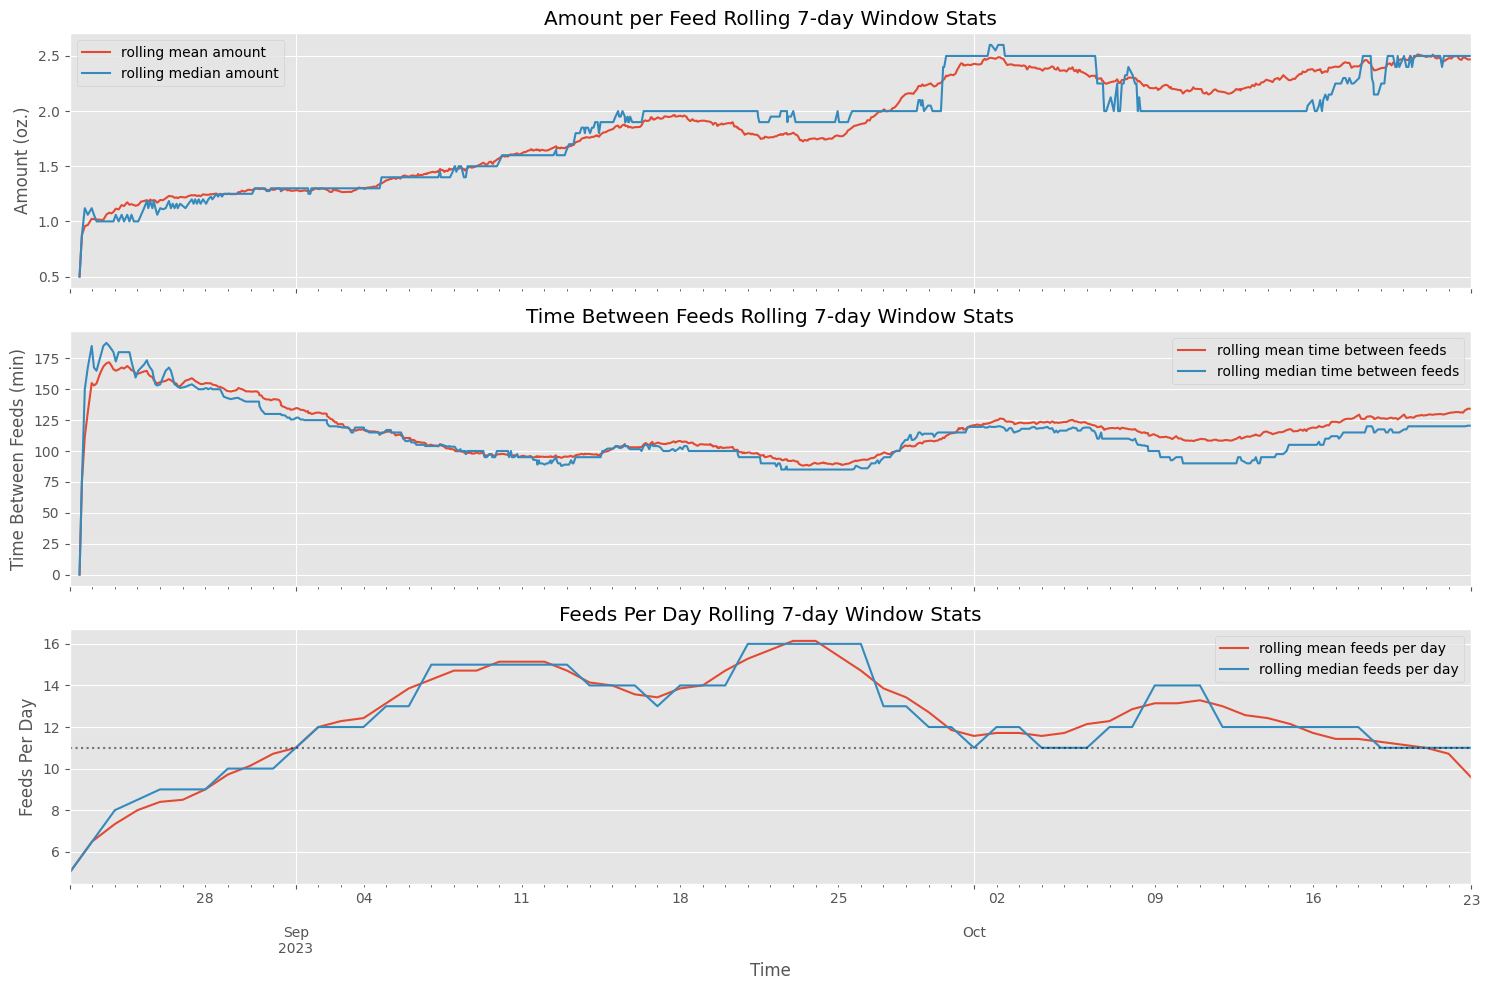 Amount per Feed Rolling 7-day Window Stats
rolling mean amount
rolling median amount
Amount (oz.)
2.5
2.0
1.5
1.0
0.5
Time Between Feeds Rolling 7-day Window Stats
rolling mean time between feeds
rolling median time between feeds
Time Between Feeds (min)
175
150
125
100
75
50
25
0
Feeds Per Day Rolling 7-day Window Stats
rolling mean feeds per day
rolling median feeds per day
Feeds Per Day
16
14
12
10
8
6
28 04 11 18 25 02 09 16 23
Sep Oct
2023
Time